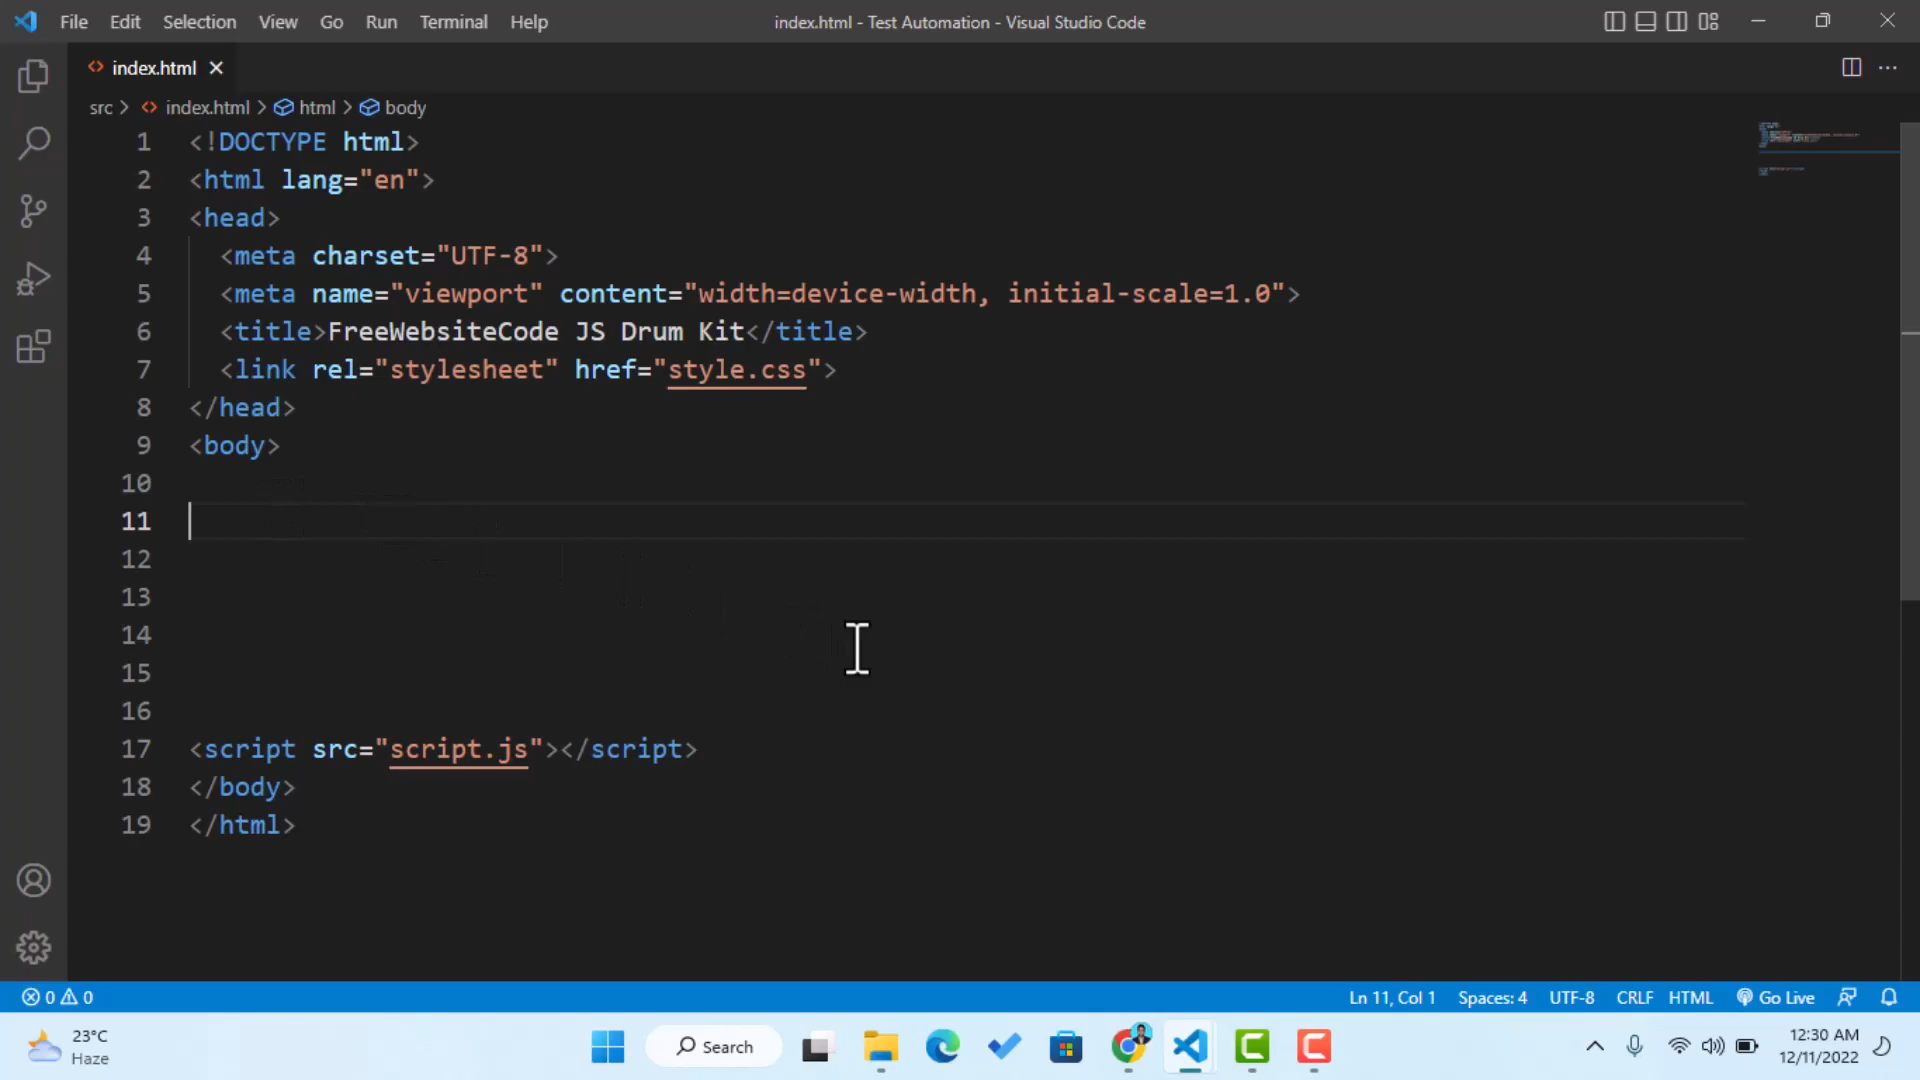 File Edit Selection View Go Run Terminal Help index.html - Test Automation - Visual Studio Code
index.html
src > index.html > html > body
1 <!DOCTYPE html>
2 <html lang="en">
3 <head>
4 <meta charset="UTF-8">
5 <meta name="viewport" content="width=device-width, initial-scale=1.0">
6 <title>FreeWebsiteCode JS Drum Kit</title>
7 <link rel="stylesheet" href="style.css">
8 </head>
9 <body>
10
11
12
13
14
15
16
17 <script src="script.js"></script>
18 </body>
19 </html>
0 0 Ln 11, Col 1 Spaces: 4 UTF-8 CRLF HTML Go Live
23°C
Haze
Search
12:30 AM
12/11/2022